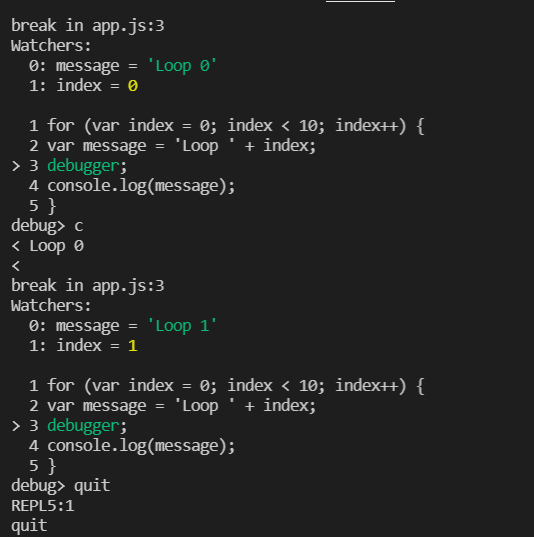 break in app.js:3
Watchers:
  0: message = 'Loop 0'
  1: index = 0

  1 for (var index = 0; index < 10; index++) {
  2 var message = 'Loop ' + index;
> 3 debugger;
  4 console.log(message);
  5 }
debug> c
< Loop 0
<
break in app.js:3
Watchers:
  0: message = 'Loop 1'
  1: index = 1

  1 for (var index = 0; index < 10; index++) {
  2 var message = 'Loop ' + index;
> 3 debugger;
  4 console.log(message);
  5 }
debug> quit
REPL5:1
quit